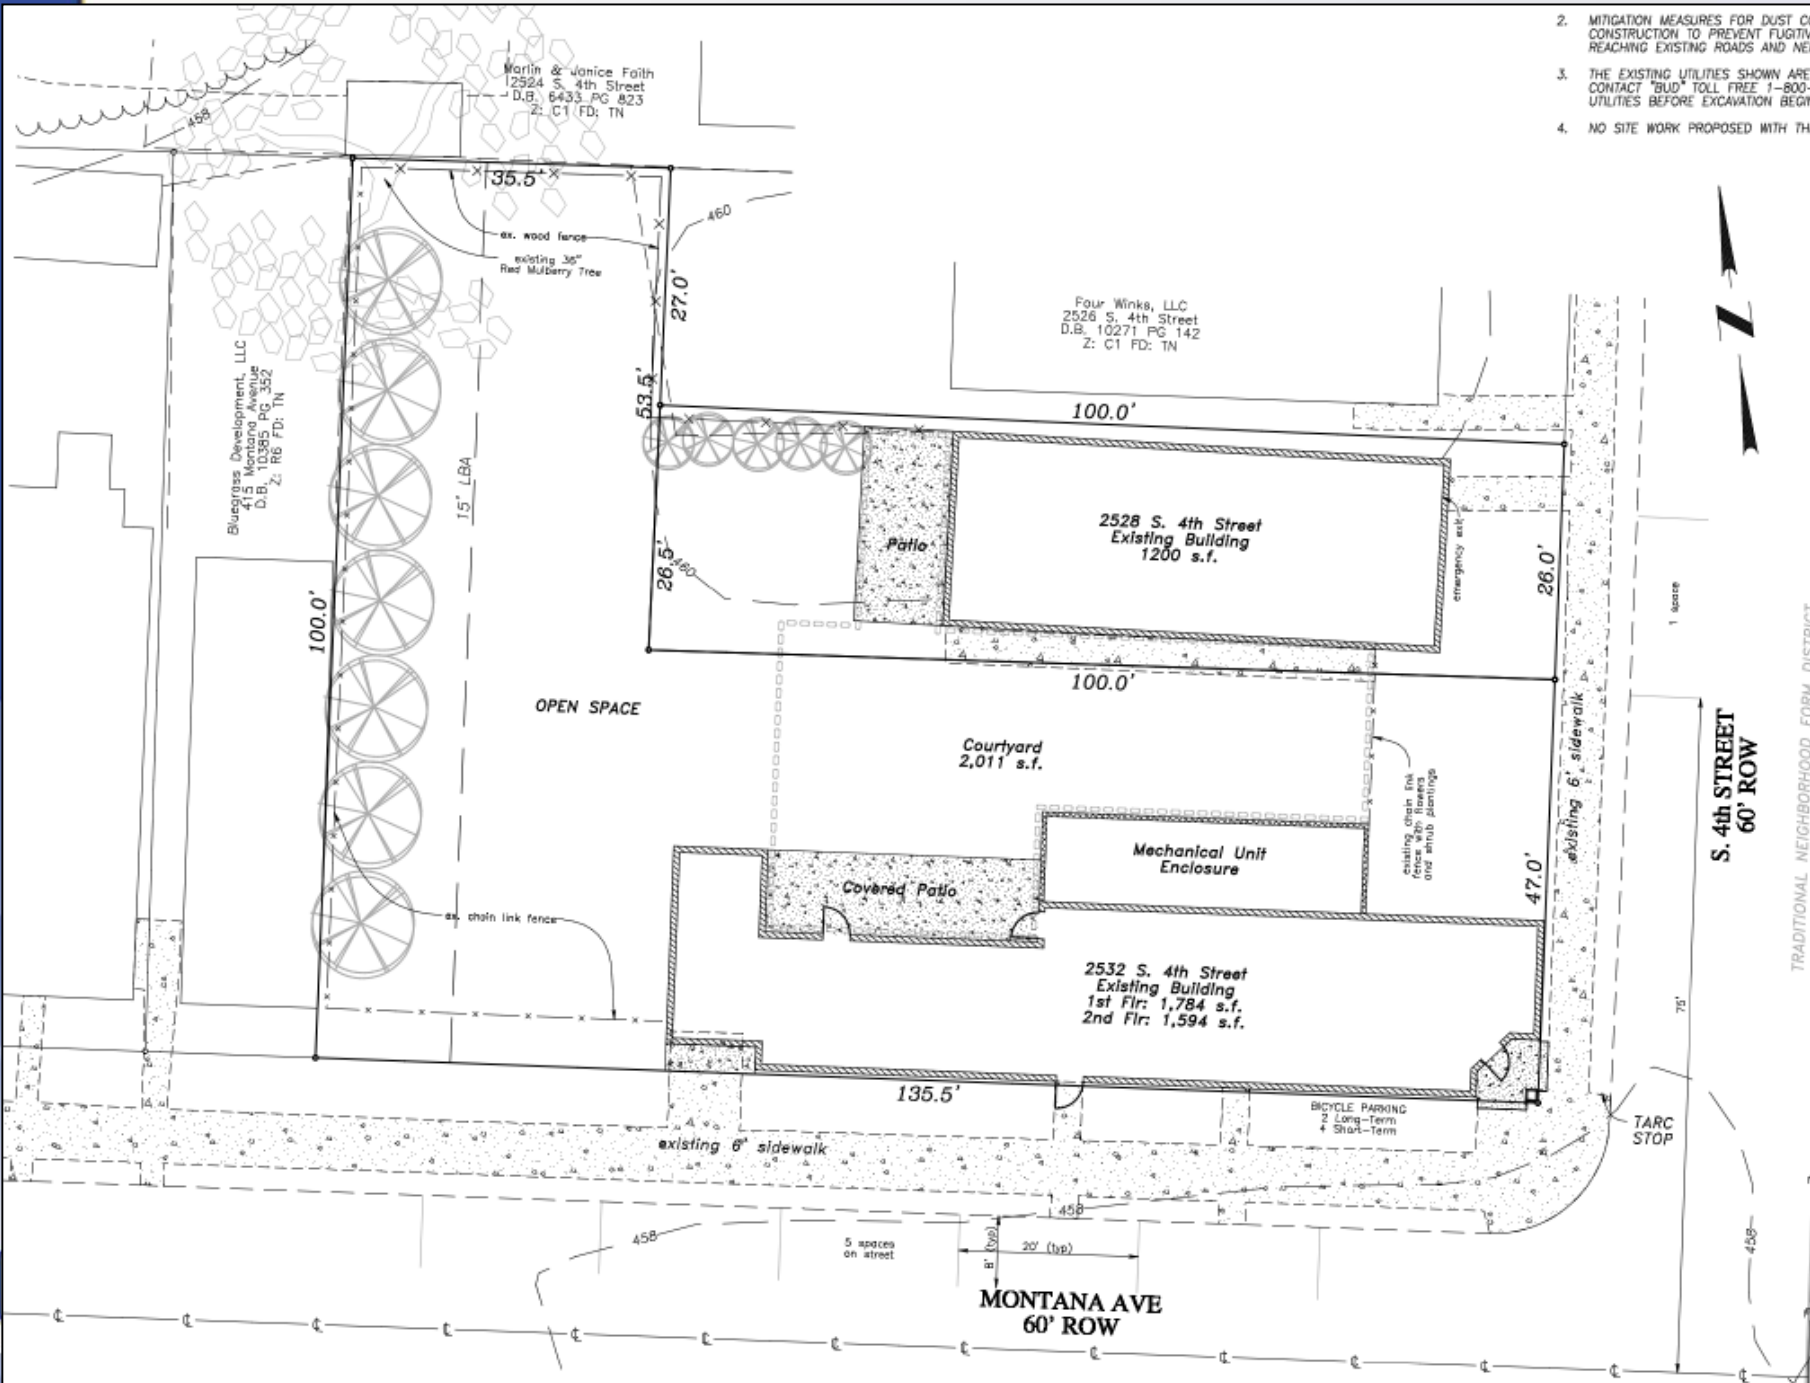 2. MITIGATION MEASURES FOR DUST CO
CONSTRUCTION TO PREVENT FUGITIV
REACHING EXISTING ROADS AND NEI
3. THE EXISTING UTILITIES SHOWN ARE
CONTACT "BUD" TOLL FREE 1-800-
UTILITIES BEFORE EXCAVATION BEGI
4. NO SITE WORK PROPOSED WITH TH
Marlin & Janice Faith
2524 S. 4th Street
D.B. 6433 PG 823
Z: C1 FD: TN
458
35.5'
460
ex. wood fence
existing 36"
Red Mulberry Tree
27.0'
Four Winks, LLC
2526 S. 4th Street
D.B. 10271 PG 142
Z: C1 FD: TN
Z
Bluegrass Development, LLC
415 Montana Avenue
D.B. 10385 PG 352
Z: R6 FD: TN
53.5'
100.0'
15' LBA
2528 S. 4th Street
Existing Building
1200 s.f.
Patio
emergency exit
26.5'
460
26.0'
1 space
100.0'
100.0'
OPEN SPACE
Courtyard
2,011 s.f.
existing 6' sidewalk
S. 4th STREET
60' ROW
TRADITIONAL NEIGHBORHOOD FORM DISTRICT
existing chain link
fence with flowers
and shrub plantings
Mechanical Unit
Enclosure
Covered Patio
47.0'
ex. chain link fence
2532 S. 4th Street
Existing Building
1st Flr: 1,784 s.f.
2nd Flr: 1,594 s.f.
75'
135.5'
BICYCLE PARKING
2 Long-Term
4 Short-Term
TARC
STOP
existing 6' sidewalk
458
458
5 spaces
on street
8' (typ)
20' (typ)
458
MONTANA AVE
60' ROW